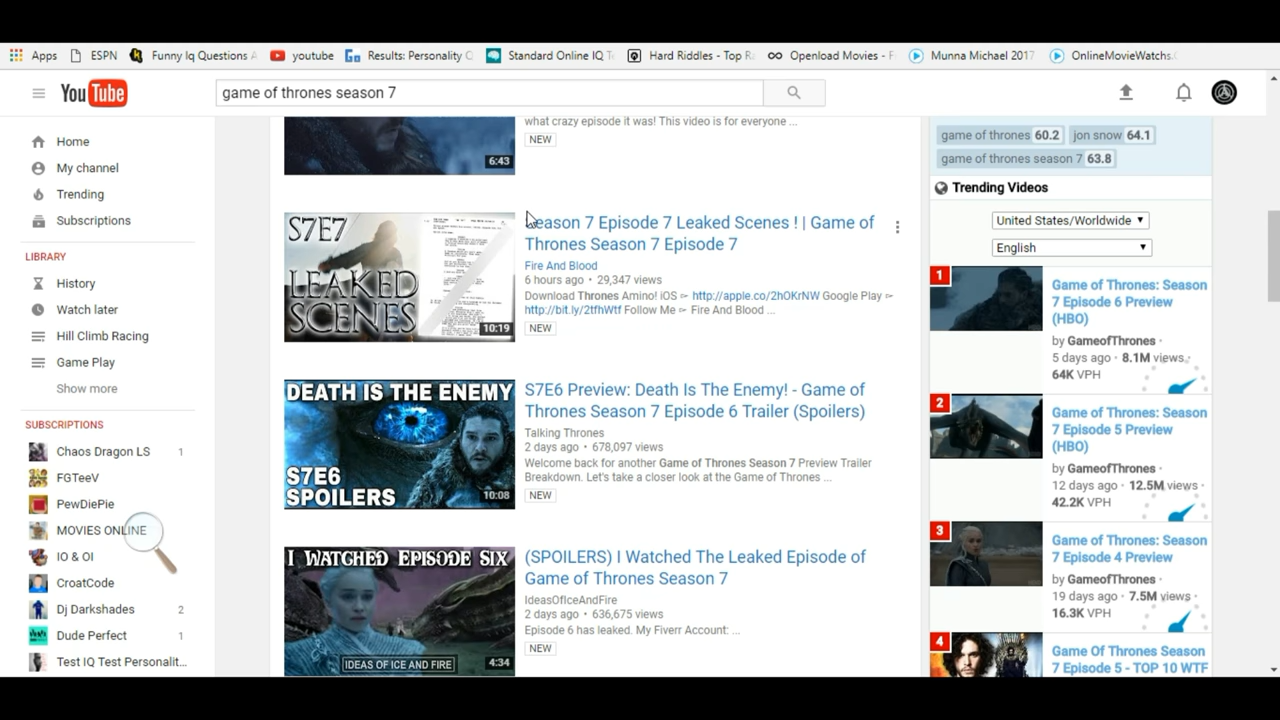 Apps ESPN Funny Iq Questions youtube Results: Personality Standard Online IQ Hard Riddles - Top Openload Movies - Munna Michael 2017 OnlineMovieWatchs.
YouTube game of thrones season 7
Home
My channel
Trending
Subscriptions
LIBRARY
History
Watch later
Hill Climb Racing
Game Play
Show more
SUBSCRIPTIONS
Chaos Dragon LS 1
FGTeeV
PewDiePie
MOVIES ONLINE
IO & OI
CroatCode
Dj Darkshades 2
Dude Perfect 1
Test IQ Test Personalit...
what crazy episode it was! This video is for everyone ...
NEW
6:43
S7E7
LEAKED
SCENES
10:19
Season 7 Episode 7 Leaked Scenes ! | Game of
Thrones Season 7 Episode 7
Fire And Blood
6 hours ago • 29,347 views
Download Thrones Amino! iOS ➣ http://apple.co/2hOKrNW Google Play ➣
http://bit.ly/2tfhWtf Follow Me ➣ Fire And Blood ...
NEW
DEATH IS THE ENEMY
S7E6
SPOILERS
10:08
S7E6 Preview: Death Is The Enemy! - Game of
Thrones Season 7 Episode 6 Trailer (Spoilers)
Talking Thrones
2 days ago • 678,097 views
Welcome back for another Game of Thrones Season 7 Preview Trailer
Breakdown. Let's take a closer look at the Game of Thrones ...
NEW
I WATCHED EPISODE SIX
IDEAS OF ICE AND FIRE
4:34
(SPOILERS) I Watched The Leaked Episode of
Game of Thrones Season 7
IdeasOfIceAndFire
2 days ago • 636,675 views
Episode 6 has leaked. My Fiverr Account: ...
NEW
game of thrones 60.2 jon snow 64.1
game of thrones season 7 63.8
Trending Videos
United States/Worldwide
English
1
Game of Thrones: Season
7 Episode 6 Preview
(HBO)
by GameofThrones ·
5 days ago · 8.1M views ·
64K VPH
2
Game of Thrones: Season
7 Episode 5 Preview
(HBO)
by GameofThrones ·
12 days ago · 12.5M views ·
42.2K VPH
3
Game of Thrones: Season
7 Episode 4 Preview
by GameofThrones ·
19 days ago · 7.5M views ·
16.3K VPH
4
Game Of Thrones Season
7 Episode 5 - TOP 10 WTF